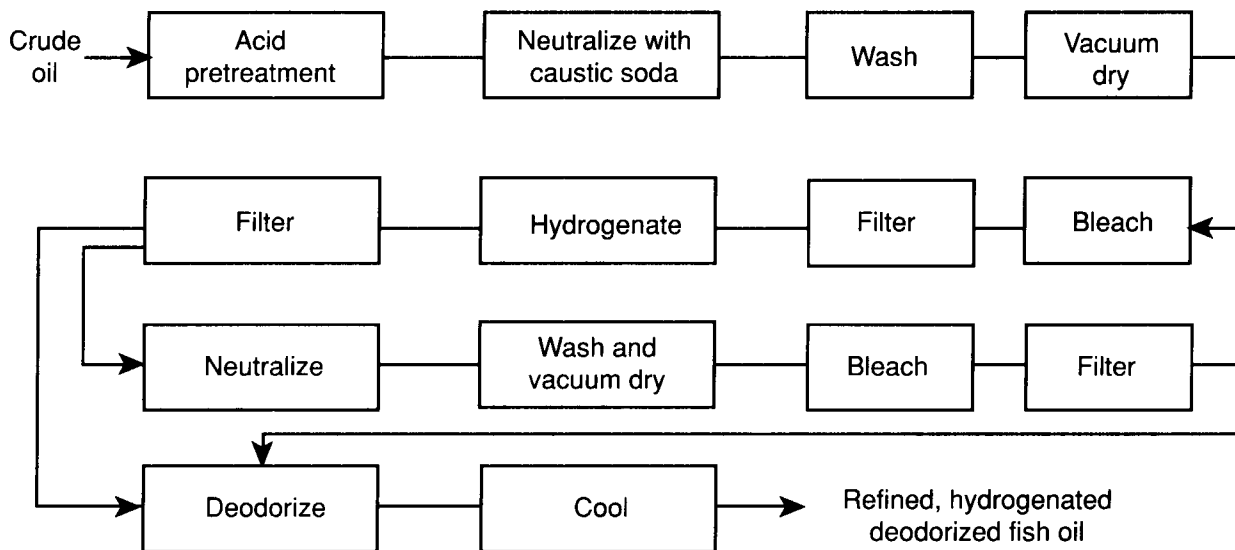 Crude
oil
Acid
pretreatment
Neutralize with
caustic soda
Wash
Vacuum
dry
Filter
Hydrogenate
Filter
Bleach
Neutralize
Wash and
vacuum dry
Bleach
Filter
Deodorize
Cool
Refined, hydrogenated
deodorized fish oil